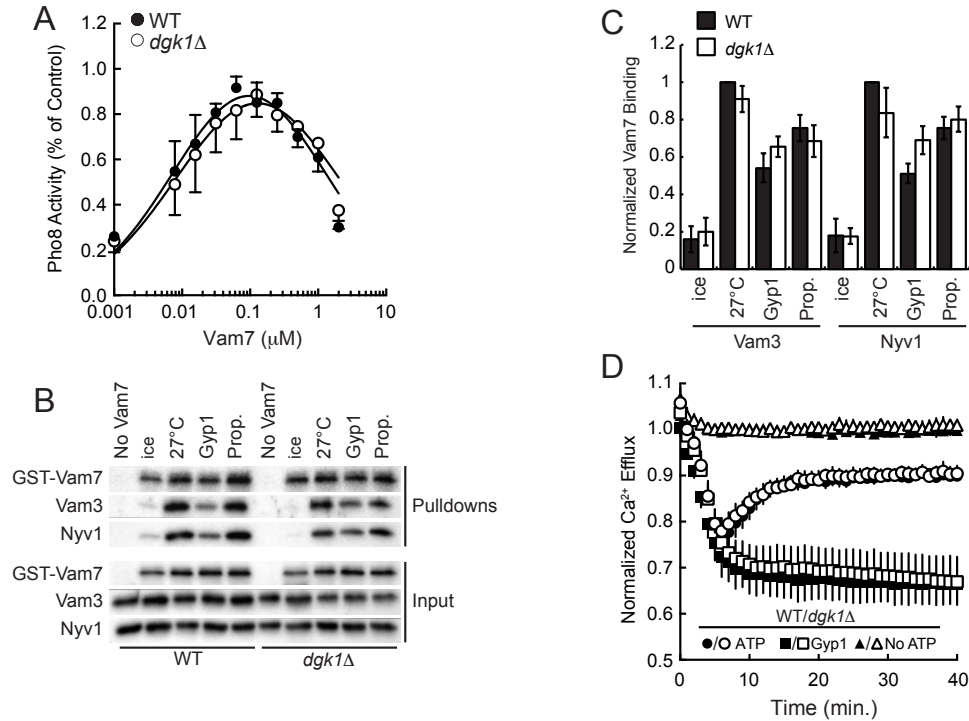 A
WT
dgk1Δ
Pho8 Activity (% of Control)
1.2
1.0
0.8
0.6
0.4
0.2
0.0
0.001
0.01
0.1
1
10
Vam7 (μM)
B
No Vam7
ice
27°C
Gyp1
Prop.
No Vam7
ice
27°C
Gyp1
Prop.
GST-Vam7
Vam3
Nyv1
Pulldowns
GST-Vam7
Vam3
Nyv1
Input
WT
dgk1Δ
C
WT
dgk1Δ
Normalized Vam7 Binding
1.2
1
0.8
0.6
0.4
0.2
0
ice
27°C
Gyp1
Prop.
ice
27°C
Gyp1
Prop.
Vam3
Nyv1
D
Normalized Ca²⁺ Efflux
1.1
1.0
0.9
0.8
0.7
0.6
0.5
WT/dgk1Δ
●/○ ATP ■/□ Gyp1 ▲/△ No ATP
0
10
20
30
40
Time (min.)